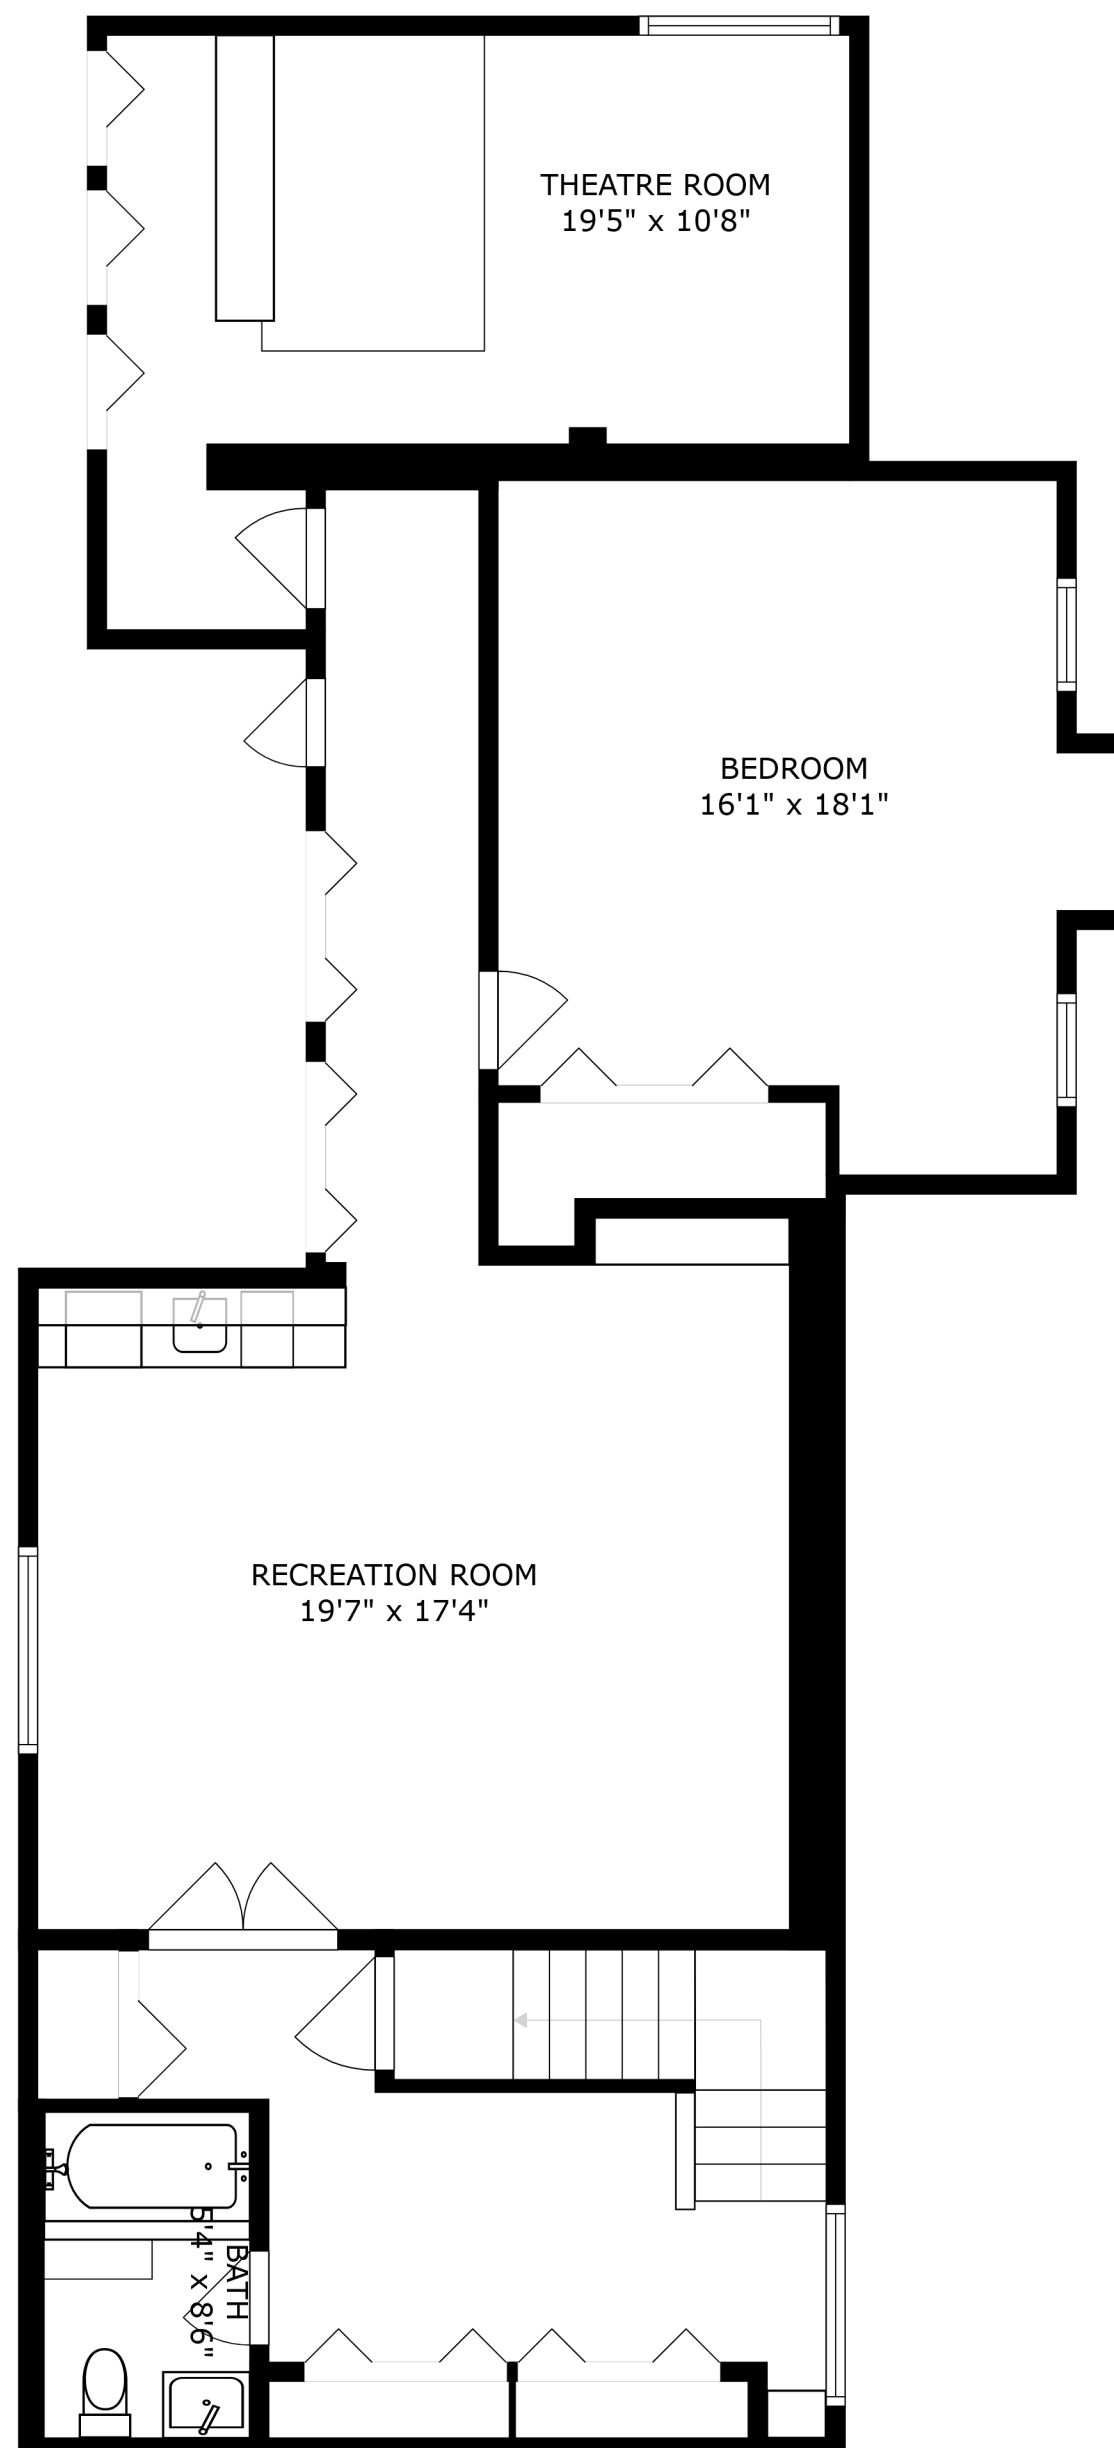 THEATRE ROOM
19'5" x 10'8"
BEDROOM
16'1" x 18'1"
RECREATION ROOM
19'7" x 17'4"
BATH
5'4" x 8'6"